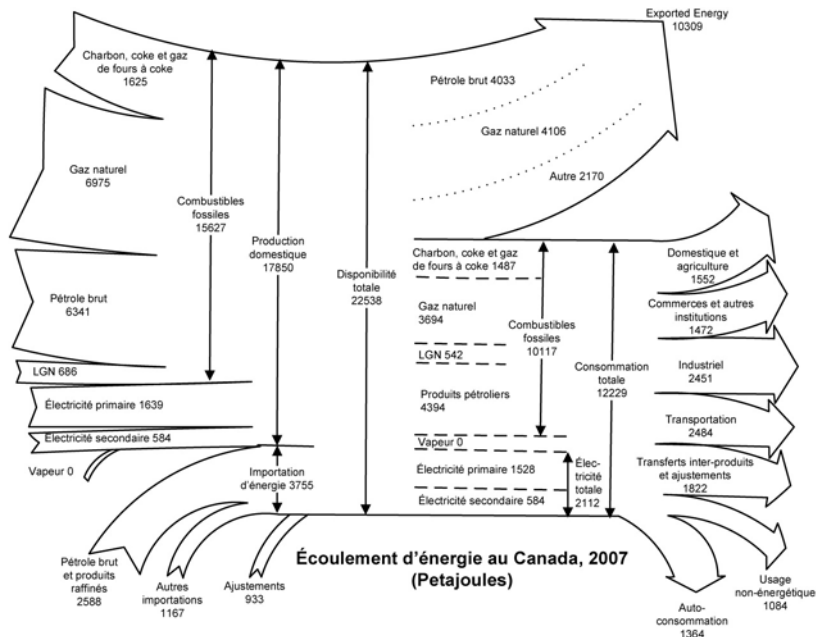 Exported Energy
10309
Charbon, coke et gaz
de fours à coke
1625
Pétrole brut 4033
Gaz naturel 4106
Autre 2170
Gaz naturel
6975
Combustibles
fossiles
15627
Production
domestique
17850
Disponibilité
totale
22538
Charbon, coke et gaz
de fours à coke 1487
Gaz naturel
3694
LGN 542
Produits pétroliers
4394
Combustibles
fossiles
10117
Consommation
totale
12229
Domestique et
agriculture
1552
Commerces et autres
institutions
1472
Industriel
2451
Transportation
2484
Transferts inter-produits
et ajustements
1822
Pétrole brut
6341
LGN 686
Électricité primaire 1639
Électricité secondaire 584
Vapeur 0
Importation
d'énergie 3755
Vapeur 0
Électricité primaire 1528
Électricité secondaire 584
Élec-
tricité
totale
2112
Pétrole brut
et produits
raffinés
2588
Autres
importations
1167
Ajustements
933
Écoulement d'énergie au Canada, 2007
(Petajoules)
Auto-
consommation
1364
Usage
non-énergétique
1084